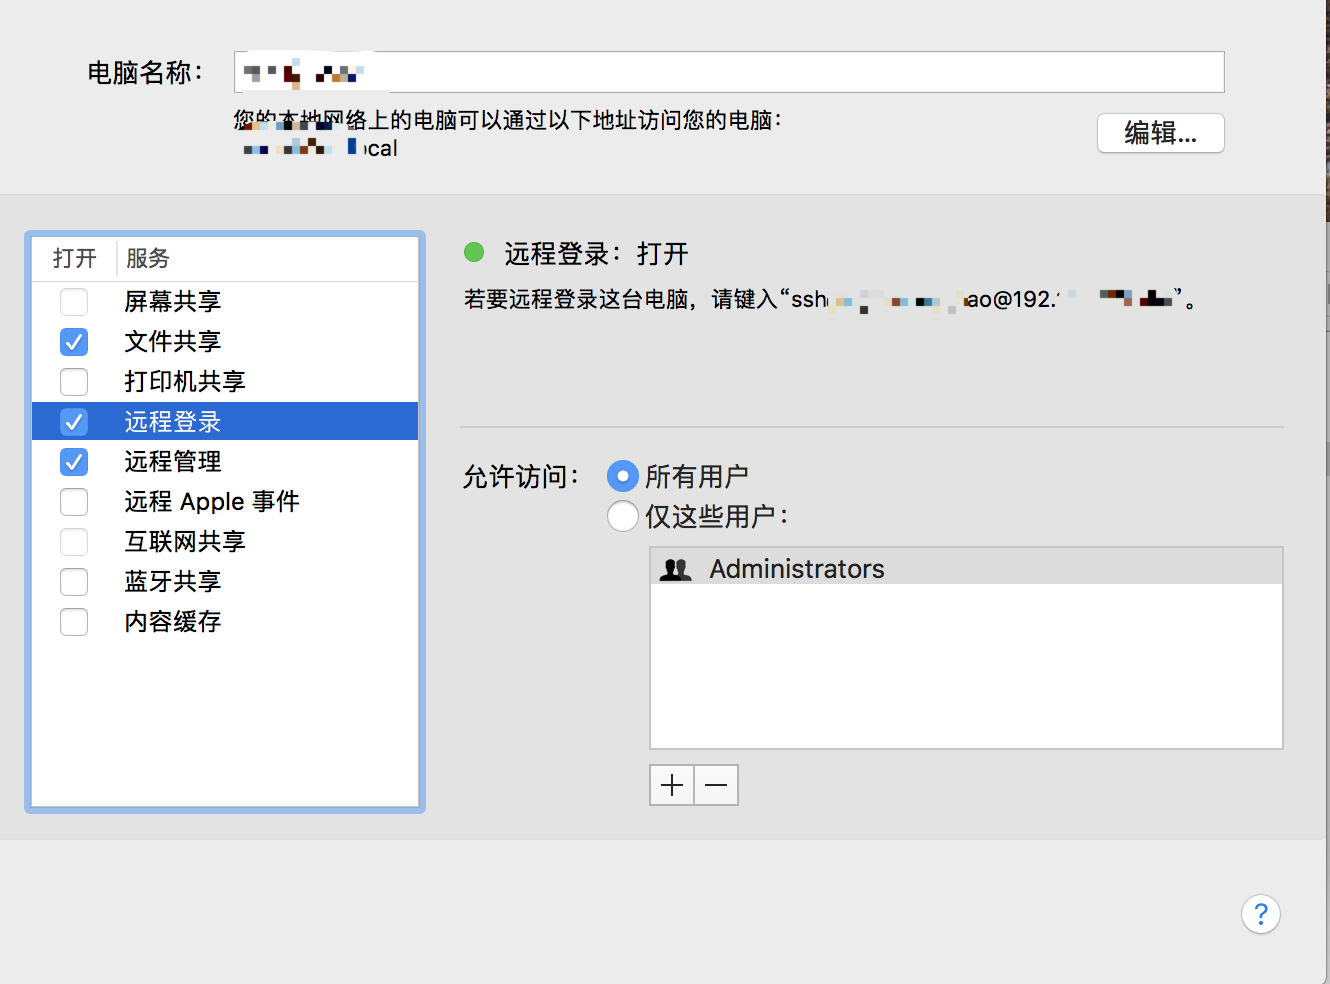 电脑名称：
您的本地网络上的电脑可以通过以下地址访问您的电脑：
编辑...
打开 服务
屏幕共享
文件共享
打印机共享
远程登录
远程管理
远程 Apple 事件
互联网共享
蓝牙共享
内容缓存
远程登录：打开
若要远程登录这台电脑，请键入“ssh ao@192. ”。
允许访问：
所有用户
仅这些用户：
Administrators
?